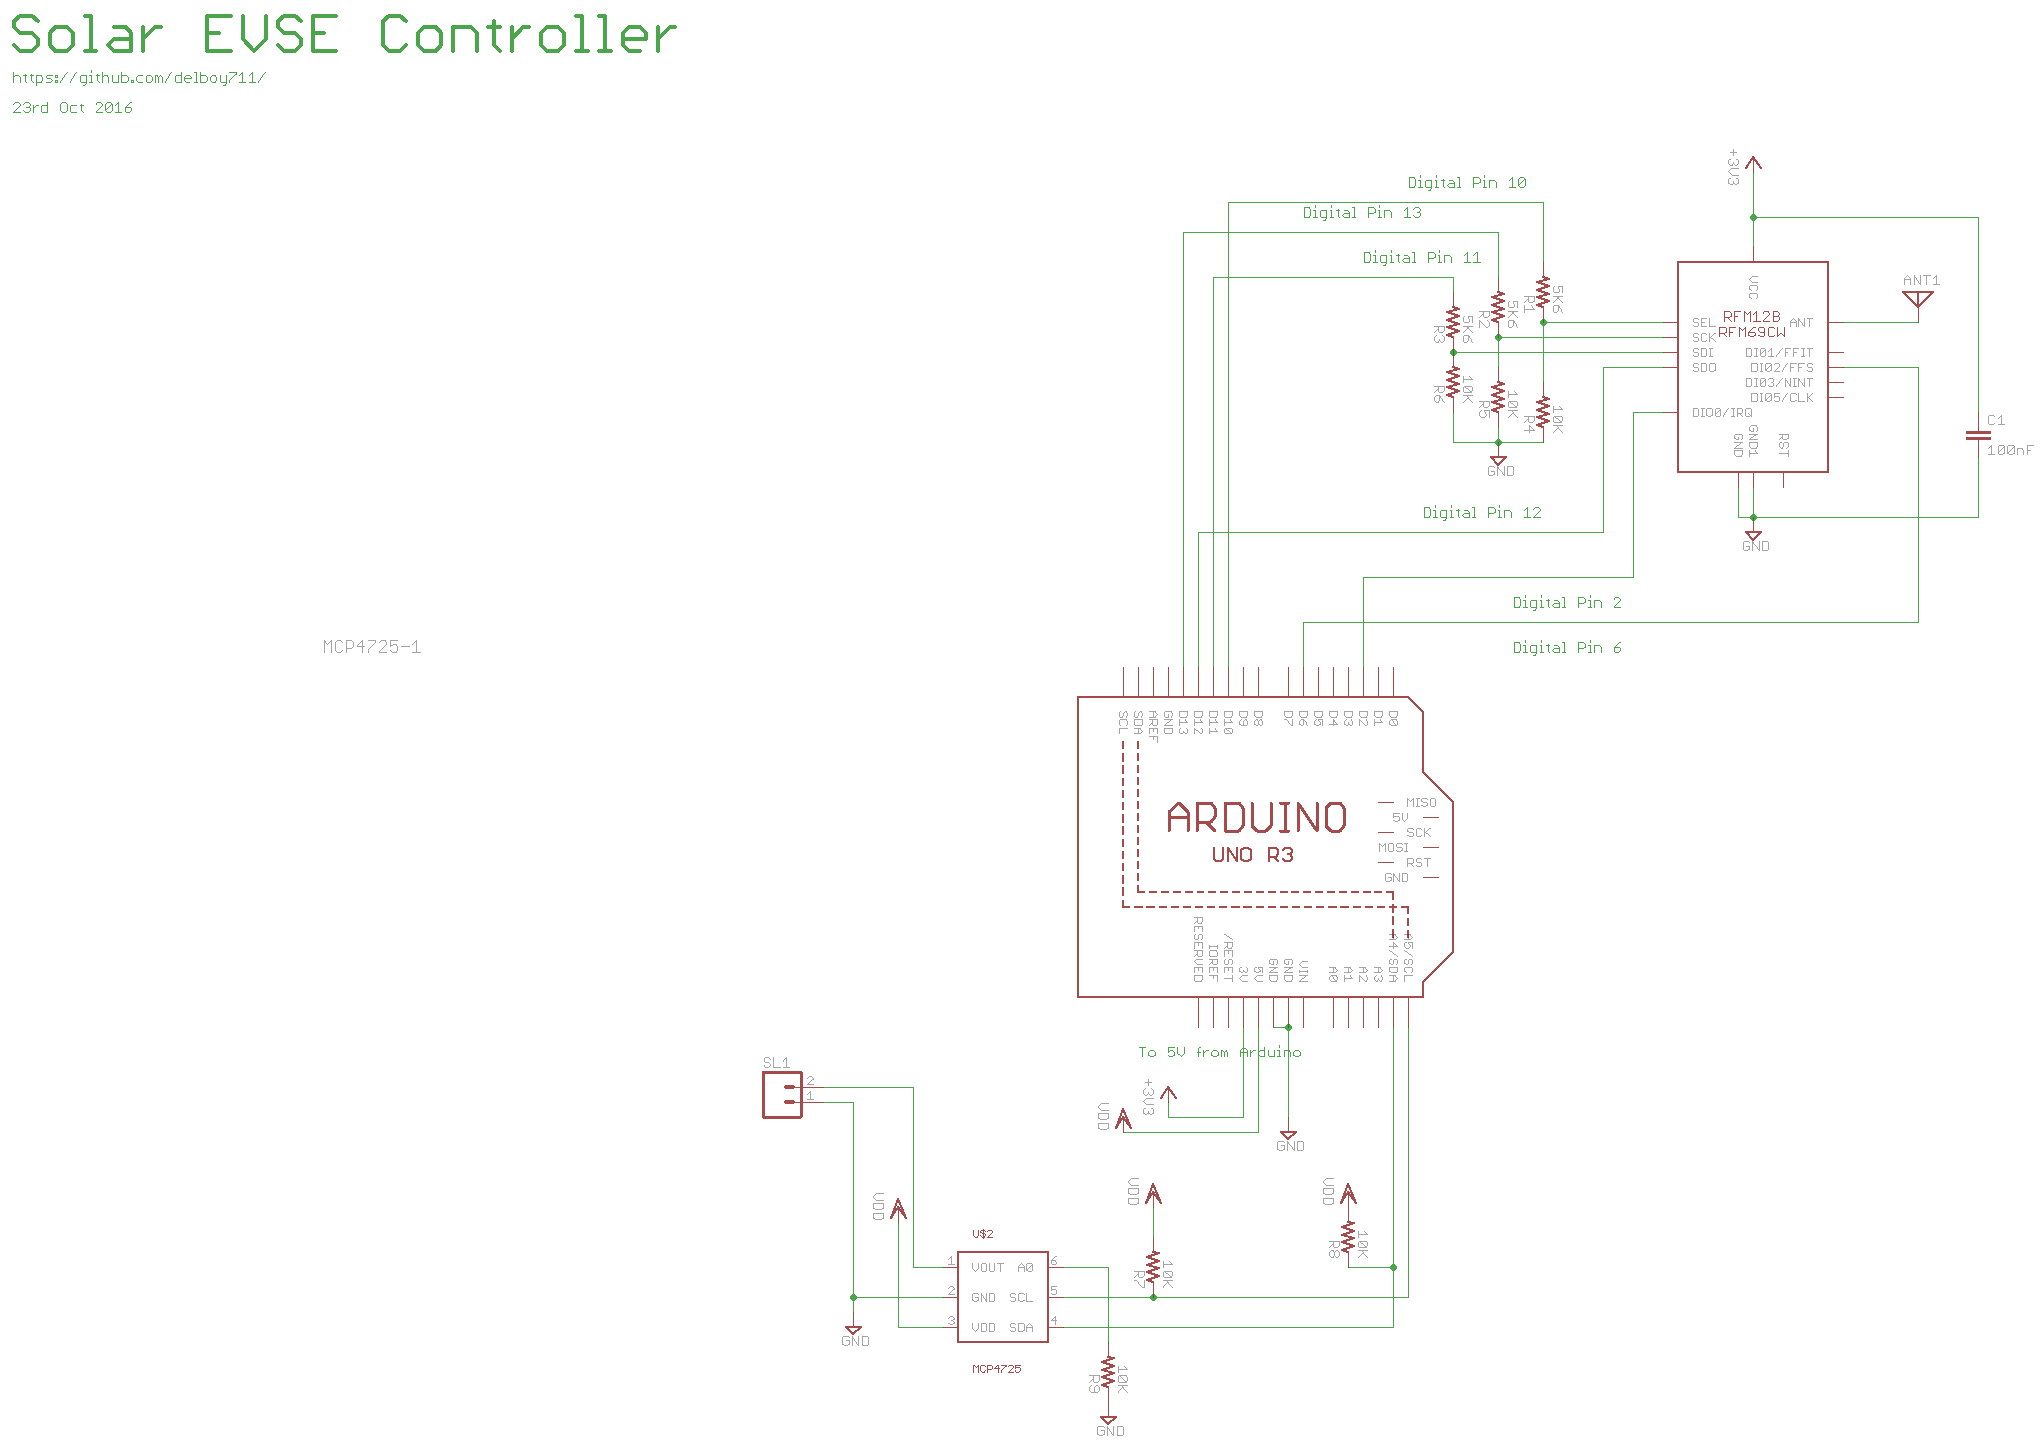 Solar EVSE Controller
https://github.com/delboy711/
23rd Oct 2016
+3V3
Digital Pin 10
Digital Pin 13
Digital Pin 11
5K6
R1
5K6
R2
5K6
R3
10K
R6
10K
R5
10K
R4
GND
VCC
RFM12B
RFM69CW
SEL
SCK
SDI
SDO
DIO0/IRQ
ANT
DIO1/FFIT
DIO2/FFS
DIO3/NINT
DIO5/CLK
GND
GND1
RST
ANT1
C1
100nF
GND
Digital Pin 12
Digital Pin 2
Digital Pin 6
MCP4725-1
SCL
SDA
AREF
GND
D13
D12
D11
D10
D9
D8
D7
D6
D5
D4
D3
D2
D1
D0
ARDUINO
UNO R3
MISO
5V
SCK
MOSI
RST
GND
RESERVED
IOREF
/RESET
3V
5V
GND
GND
VIN
A0
A1
A2
A3
A4/SDA
A5/SCL
To 5V from Arduino
SL1
2
1
+3V3
VDD
GND
VDD
VDD
VDD
U$2
1
VOUT
A0
6
2
GND
SCL
5
3
VDD
SDA
4
MCP4725
R7
10K
R8
10K
GND
R9
10K
GND